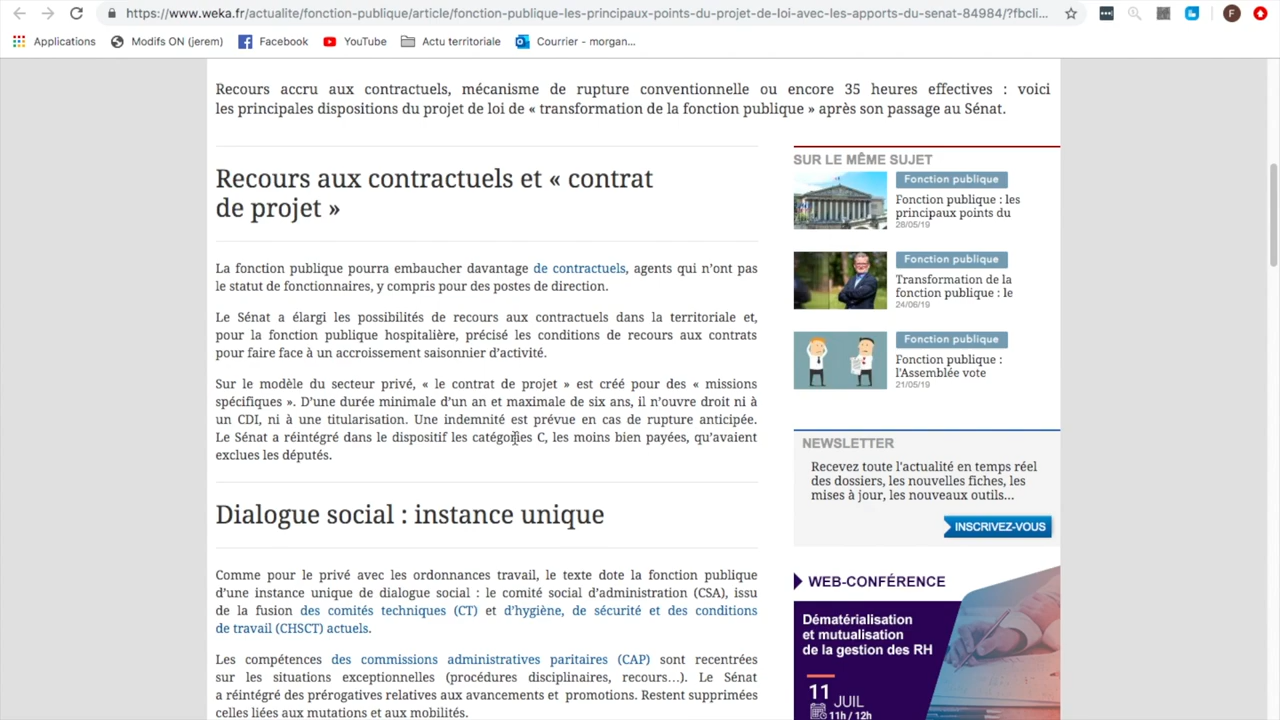 https://www.weka.fr/actualite/fonction-publique/article/fonction-publique-les-principaux-points-du-projet-de-loi-avec-les-apports-du-senat-84984/?fbcli...
F
Applications
Modifs ON (jerem)
Facebook
YouTube
Actu territoriale
Courrier - morgan...
Recours accru aux contractuels, mécanisme de rupture conventionnelle ou encore 35 heures effectives : voici
les principales dispositions du projet de loi de « transformation de la fonction publique » après son passage au Sénat.
Recours aux contractuels et « contrat
de projet »
La fonction publique pourra embaucher davantage de contractuels, agents qui n'ont pas
le statut de fonctionnaires, y compris pour des postes de direction.
Le Sénat a élargi les possibilités de recours aux contractuels dans la territoriale et,
pour la fonction publique hospitalière, précisé les conditions de recours aux contrats
pour faire face à un accroissement saisonnier d'activité.
Sur le modèle du secteur privé, « le contrat de projet » est créé pour des « missions
spécifiques ». D'une durée minimale d'un an et maximale de six ans, il n'ouvre droit ni à
un CDI, ni à une titularisation. Une indemnité est prévue en cas de rupture anticipée.
Le Sénat a réintégré dans le dispositif les catégories C, les moins bien payées, qu'avaient
exclues les députés.
Dialogue social : instance unique
Comme pour le privé avec les ordonnances travail, le texte dote la fonction publique
d'une instance unique de dialogue social : le comité social d'administration (CSA), issu
de la fusion des comités techniques (CT) et d'hygiène, de sécurité et des conditions
de travail (CHSCT) actuels.
Les compétences des commissions administratives paritaires (CAP) sont recentrées
sur les situations exceptionnelles (procédures disciplinaires, recours…). Le Sénat
a réintégré des prérogatives relatives aux avancements et promotions. Restent supprimées
celles liées aux mutations et aux mobilités.
SUR LE MÊME SUJET
Fonction publique
Fonction publique : les
principaux points du
28/05/19
Fonction publique
Transformation de la
fonction publique : le
24/06/19
Fonction publique
Fonction publique :
l'Assemblée vote
21/05/19
NEWSLETTER
Recevez toute l'actualité en temps réel
des dossiers, les nouvelles fiches, les
mises à jour, les nouveaux outils...
INSCRIVEZ-VOUS
WEB-CONFÉRENCE
Dématérialisation
et mutualisation
de la gestion des RH
11 JUIL
11h / 12h